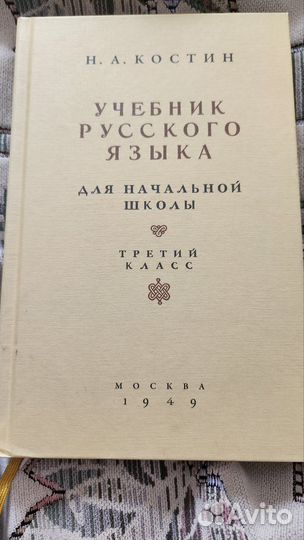 Н. А. КОСТИН
УЧЕБНИК
РУССКОГО
ЯЗЫКА
ДЛЯ НАЧАЛЬНОЙ
ШКОЛЫ
ТРЕТИЙ
КЛАСС
МОСКВА
1949
Avito